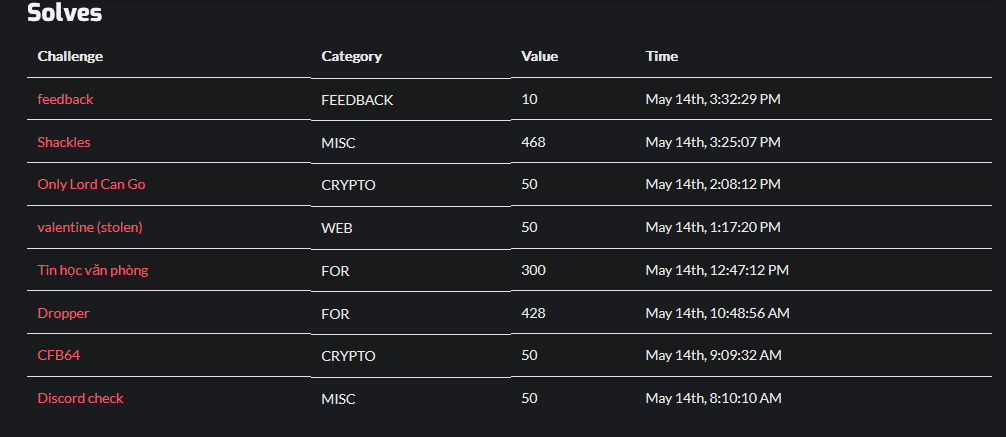 Solves
Challenge Category Value Time
feedback FEEDBACK 10 May 14th, 3:32:29 PM
Shackles MISC 468 May 14th, 3:25:07 PM
Only Lord Can Go CRYPTO 50 May 14th, 2:08:12 PM
valentine (stolen) WEB 50 May 14th, 1:17:20 PM
Tin học văn phòng FOR 300 May 14th, 12:47:12 PM
Dropper FOR 428 May 14th, 10:48:56 AM
CFB64 CRYPTO 50 May 14th, 9:09:32 AM
Discord check MISC 50 May 14th, 8:10:10 AM